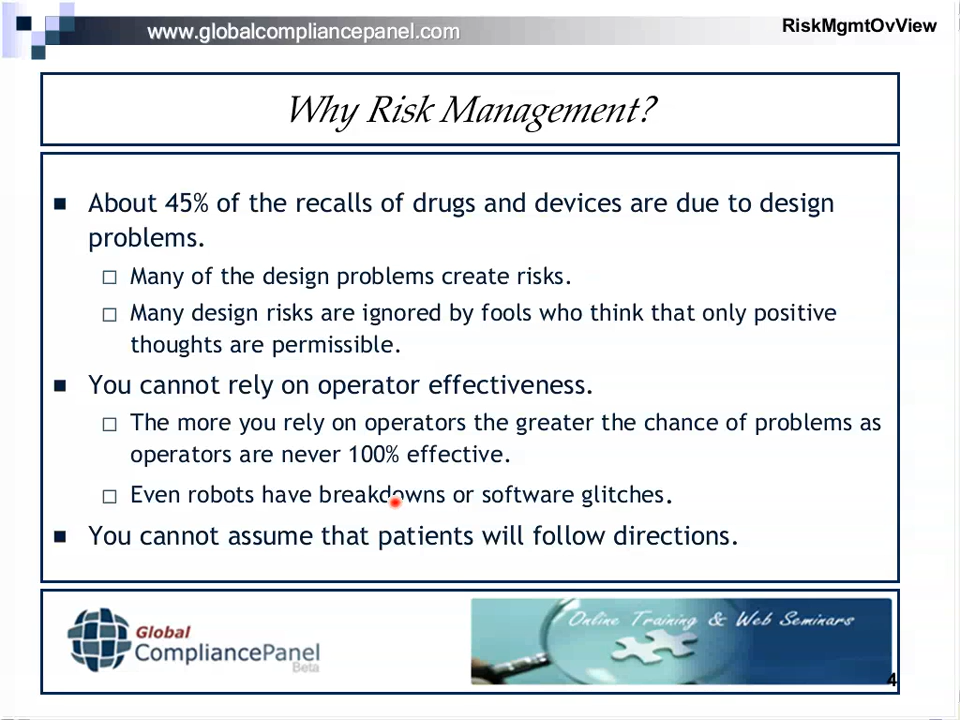 www.globalcompliancepanel.com
RiskMgmtOvView
Why Risk Management?
About 45% of the recalls of drugs and devices are due to design
problems.
Many of the design problems create risks.
Many design risks are ignored by fools who think that only positive
thoughts are permissible.
You cannot rely on operator effectiveness.
The more you rely on operators the greater the chance of problems as
operators are never 100% effective.
Even robots have breakdowns or software glitches.
You cannot assume that patients will follow directions.
Global
CompliancePanel
Beta
Online Training & Web Seminars
4